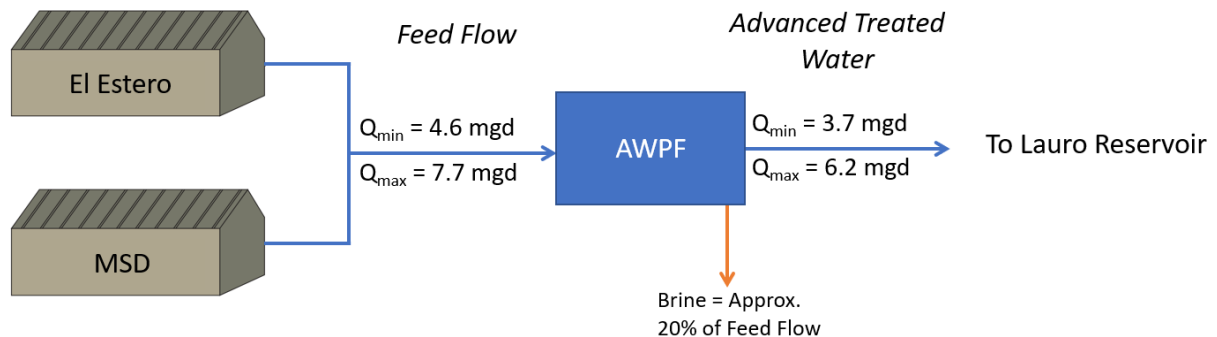 El Estero
MSD
Feed Flow
Qmin = 4.6 mgd
Qmax = 7.7 mgd
AWPF
Advanced Treated
Water
Qmin = 3.7 mgd
Qmax = 6.2 mgd
To Lauro Reservoir
Brine = Approx.
20% of Feed Flow